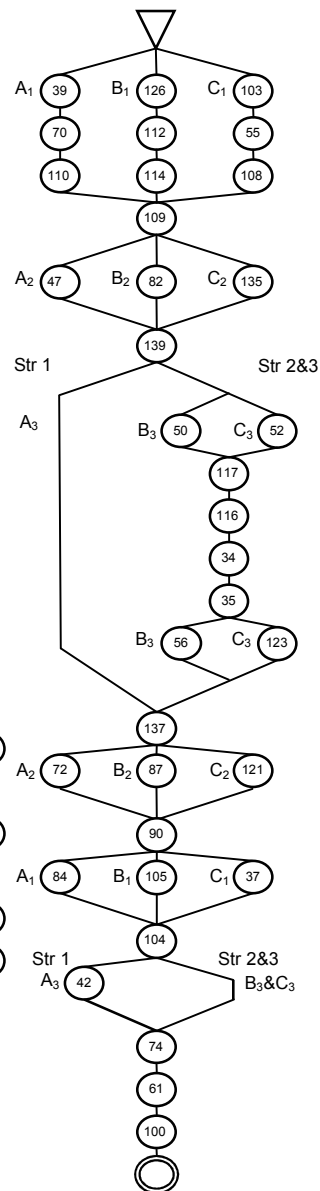 A1 39 B1 126 C1 103
70 112 55
110 114 108
109
A2 47 B2 82 C2 135
139
Str 1 Str 2&3
A3
B3 50 C3 52
117
116
34
35
B3 56 C3 123
137
A2 72 B2 87 C2 121
90
A1 84 B1 105 C1 37
104
Str 1 Str 2&3
A3 42 B3&C3
74
61
100